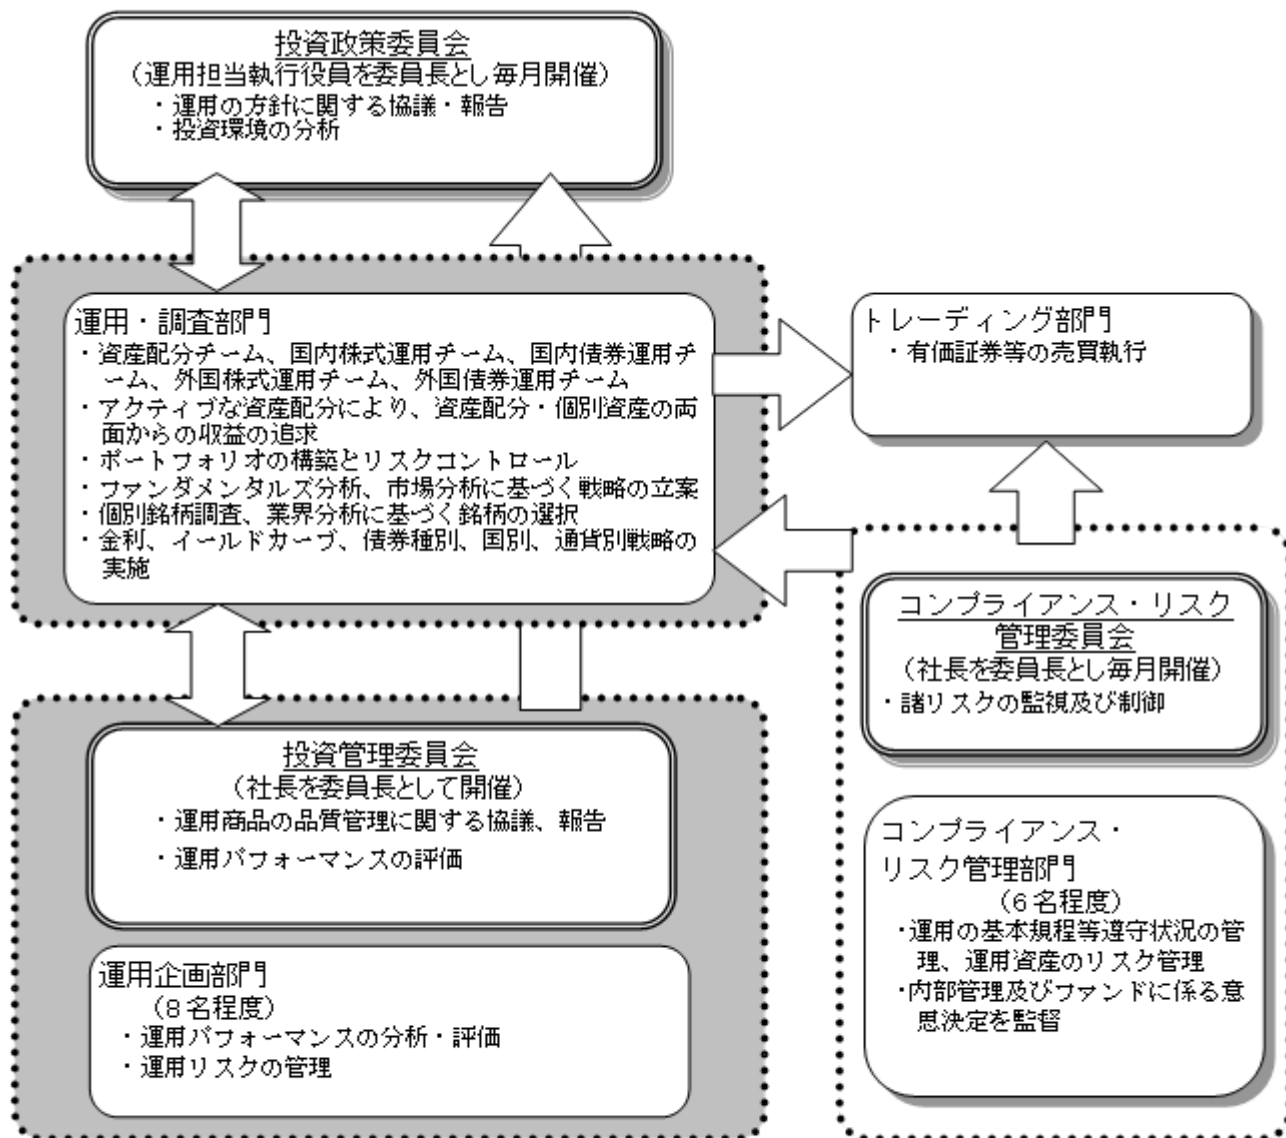 投資政策委員会
（運用担当執行役員を委員長とし毎月開催）
・運用の方針に関する協議・報告
・投資環境の分析
運用・調査部門
・資産配分チーム、国内株式運用チーム、国内債券運用チ
ーム、外国株式運用チーム、外国債券運用チーム
・アクティブな資産配分により、資産配分・個別資産の両
面からの収益の追求
・ポートフォリオの構築とリスクコントロール
・ファンダメンタルズ分析、市場分析に基づく戦略の立案
・個別銘柄調査、業界分析に基づく銘柄の選択
・金利、イールドカーブ、債券種別、国別、通貨別戦略の
実施
トレーディング部門
・有価証券等の売買執行
投資管理委員会
（社長を委員長として開催）
・運用商品の品質管理に関する協議、報告
・運用パフォーマンスの評価
運用企画部門
（8名程度）
・運用パフォーマンスの分析・評価
・運用リスクの管理
コンプライアンス・リスク
管理委員会
（社長を委員長とし毎月開催）
・諸リスクの監視及び制御
コンプライアンス・
リスク管理部門
（6名程度）
・運用の基本規程等遵守状況の管
理、運用資産のリスク管理
・内部管理及びファンドに係る意
思決定を監督